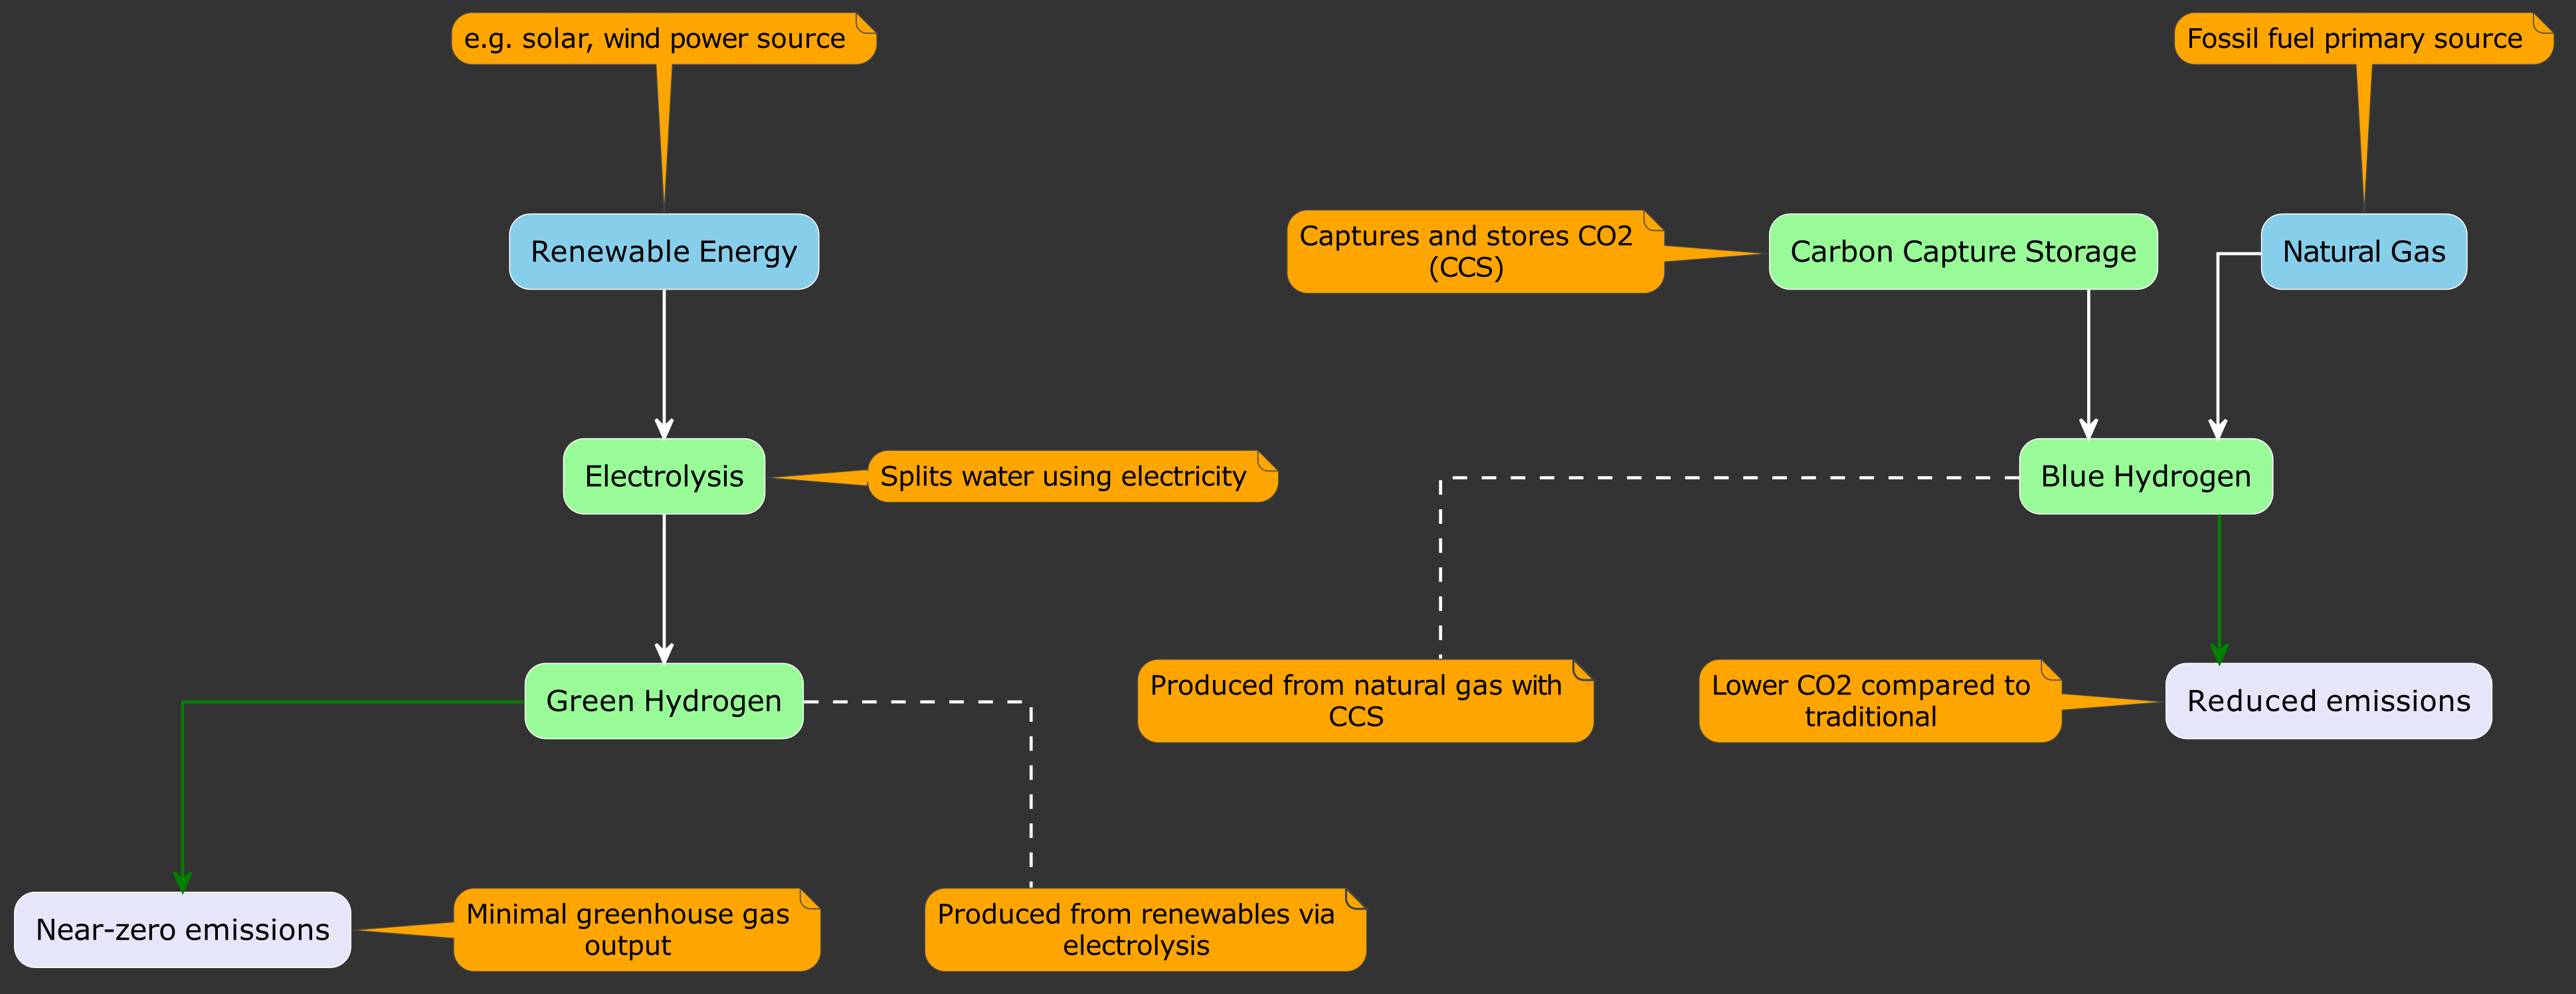 e.g. solar, wind power source
Fossil fuel primary source
Renewable Energy
Captures and stores CO2
(CCS)
Carbon Capture Storage
Natural Gas
Electrolysis
Splits water using electricity
Blue Hydrogen
Green Hydrogen
Produced from natural gas with
CCS
Lower CO2 compared to
traditional
Reduced emissions
Near-zero emissions
Minimal greenhouse gas
output
Produced from renewables via
electrolysis